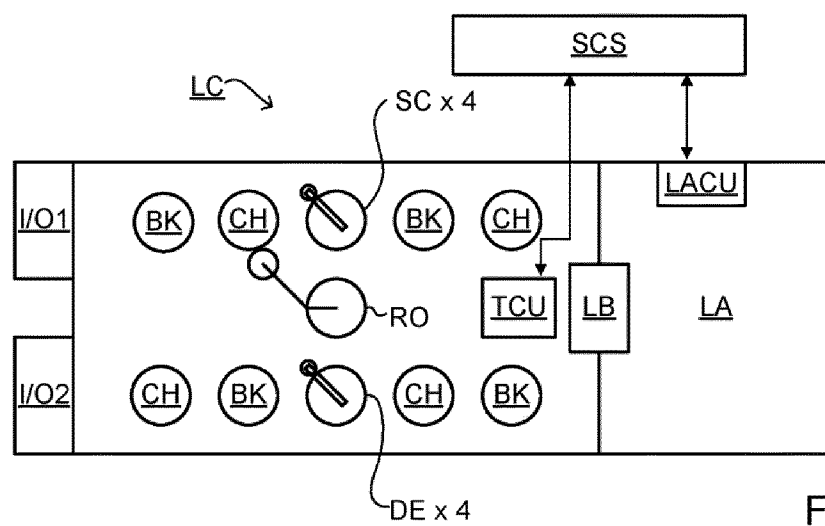 SCS
LC
SC x 4
I/O1
BK
CH
BK
CH
LACU
RO
TCU
LB
LA
I/O2
CH
BK
CH
BK
DE x 4
F